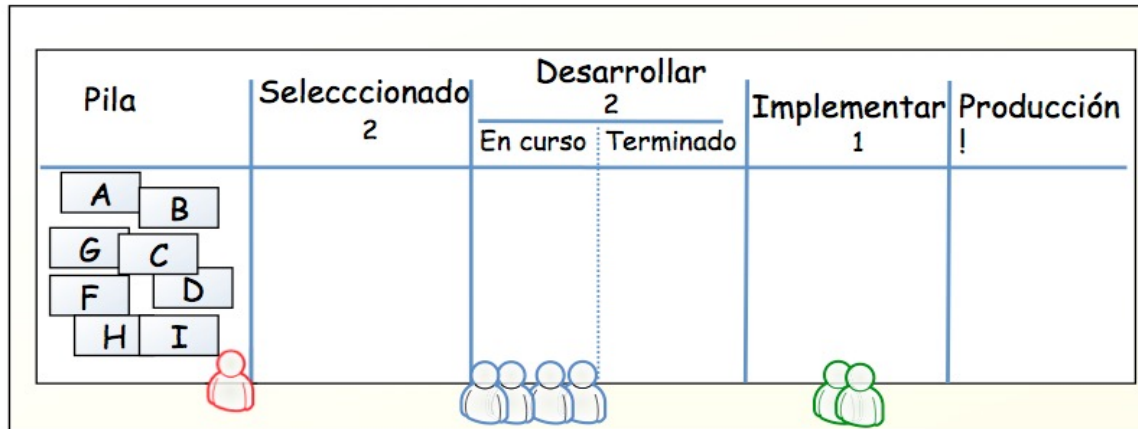 Pila
Selecccionado
2
Desarrollar
2
En curso Terminado
Implementar
1
Producción
!
A
B
G C
F D
H I